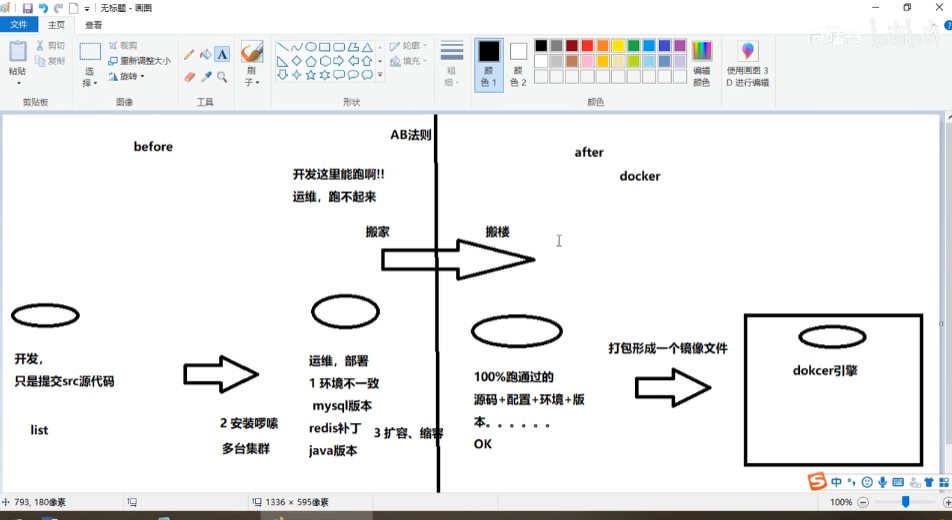 无标题 - 画图
文件
主页
查看
粘贴
剪切
复制
剪贴板
选择
裁剪
重新调整大小
旋转
图像
A
工具
刷子
形状
轮廓
填充
粗细
颜色 1
颜色 2
颜色
编辑颜色
使用画图 3D 进行编辑
尚硅谷
bilibili
before
AB法则
after
docker
开发这里能跑啊!!
运维，跑不起来
搬家
搬楼
开发，
只是提交src源代码
list
运维，部署
1 环境不一致
mysql版本
redis补丁
java版本
2 安装啰嗦
多台集群
3 扩容、缩容
100%跑通过的
源码+配置+环境+版
本。。。。。。
OK
打包形成一个镜像文件
dokcer引擎
793, 180像素
1336 × 595像素
100%
中